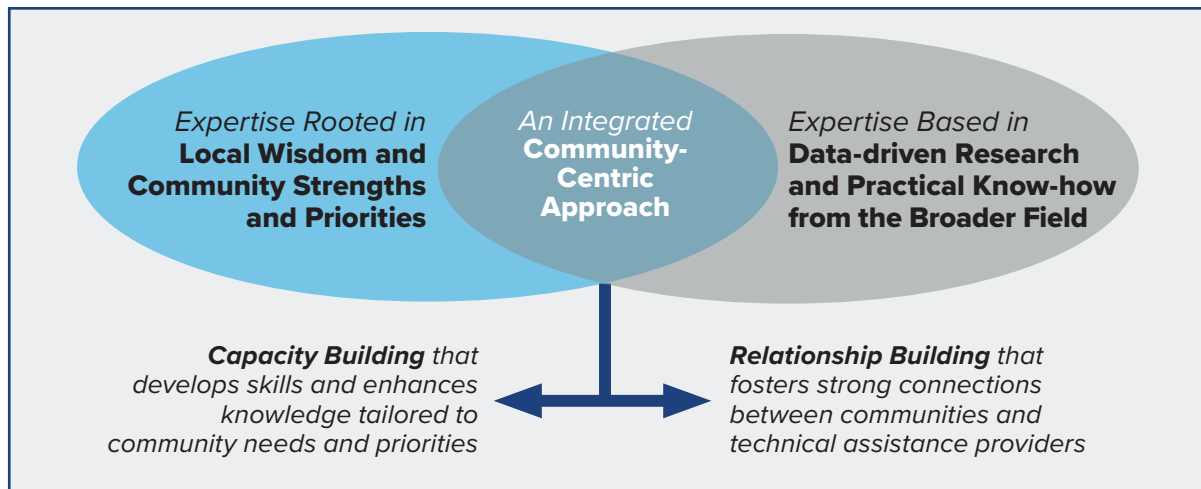 Expertise Rooted in
Local Wisdom and
Community Strengths
and Priorities
An Integrated
Community-
Centric
Approach
Expertise Based in
Data-driven Research
and Practical Know-how
from the Broader Field
Capacity Building that
develops skills and enhances
knowledge tailored to
community needs and priorities
Relationship Building that
fosters strong connections
between communities and
technical assistance providers